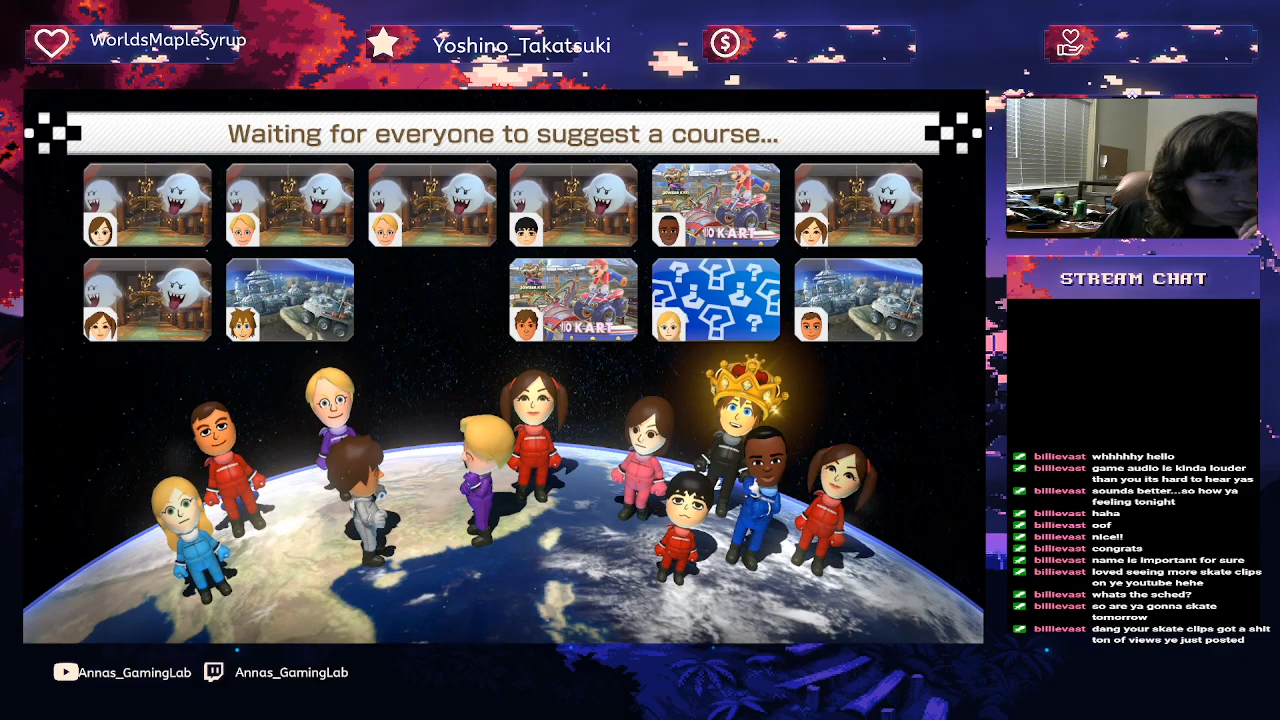 WorldsMapleSyrup
Yoshino_Takatsuki
Waiting for everyone to suggest a course...
10 KART
10 KART
STREAM CHAT
billievast whhhhhy hello
billievast game audio is kinda louder
than you its hard to hear yas
billievast sounds better...so how ya
feeling tonight
billievast haha
billievast oof
billievast nice!!
billievast congrats
billievast name is important for sure
billievast loved seeing more skate clips
on ye youtube hehe
billievast whats the sched?
billievast so are ya gonna skate
tomorrow
billievast dang your skate clips got a shit
ton of views ye just posted
Annas_GamingLab
Annas_GamingLab